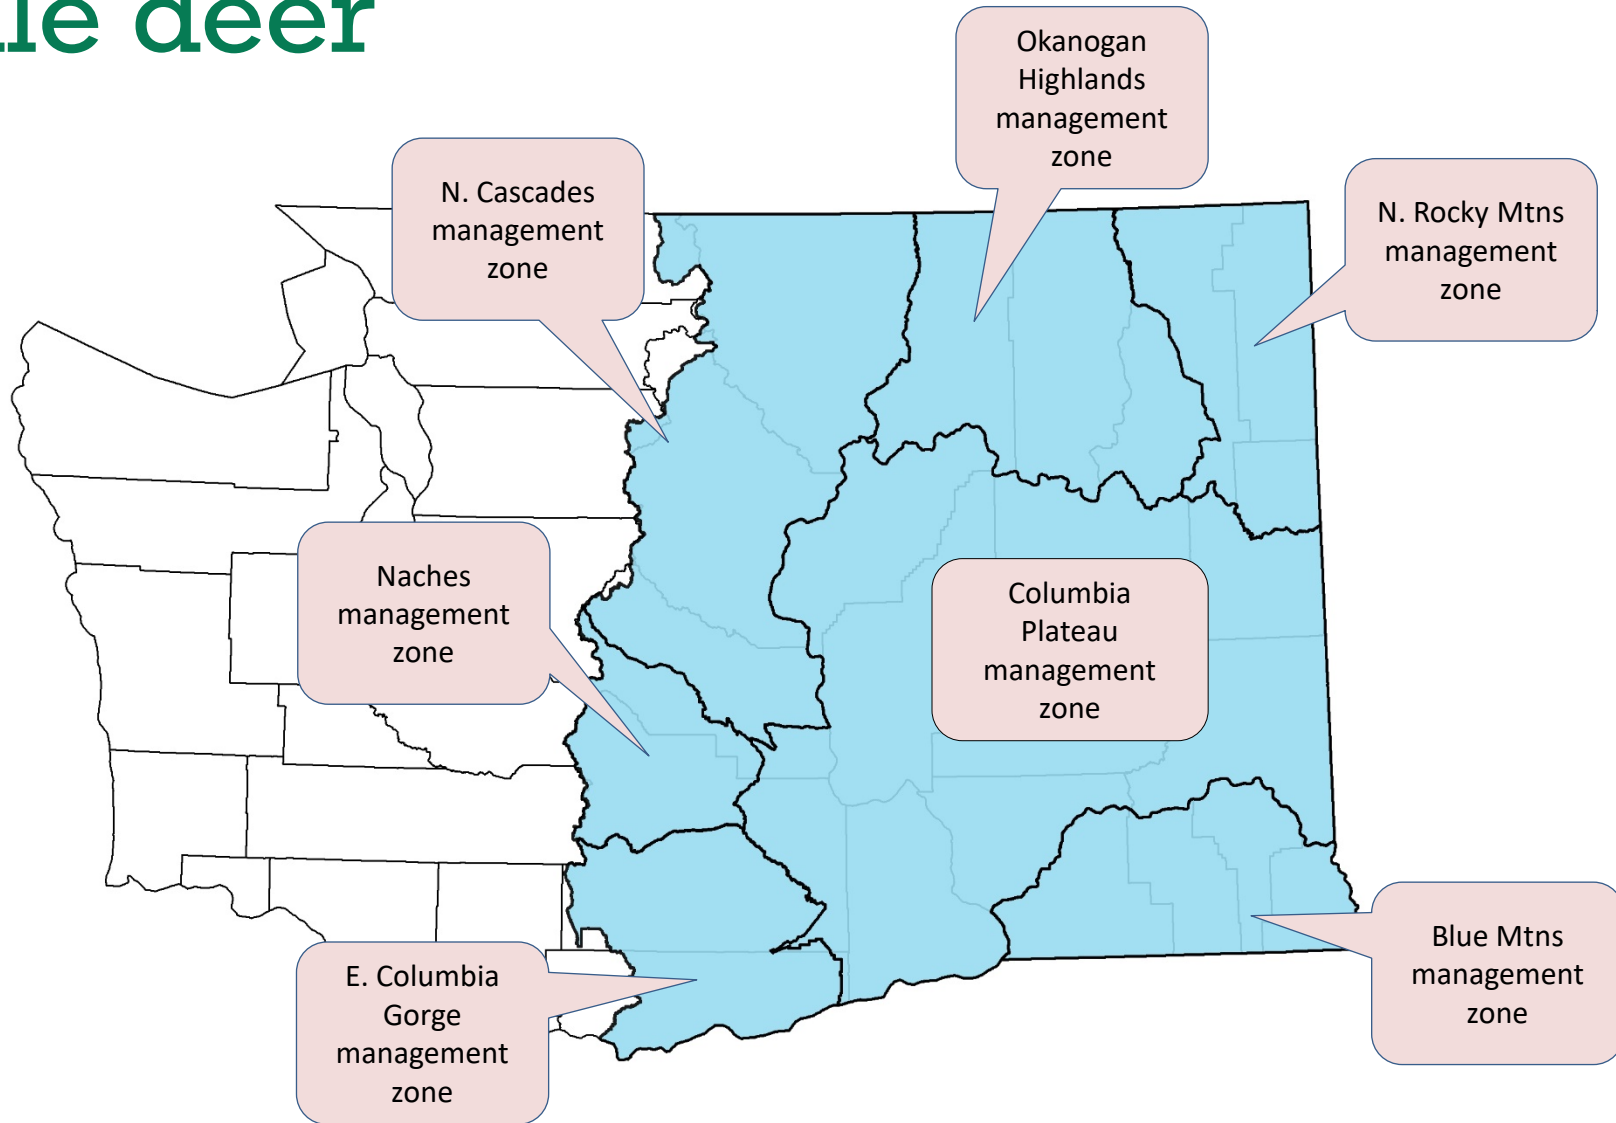 deer
Okanogan
Highlands
management
zone
N. Cascades
management
zone
N. Rocky Mtns
management
zone
Naches
management
zone
Columbia
Plateau
management
zone
E. Columbia
Gorge
management
zone
Blue Mtns
management
zone